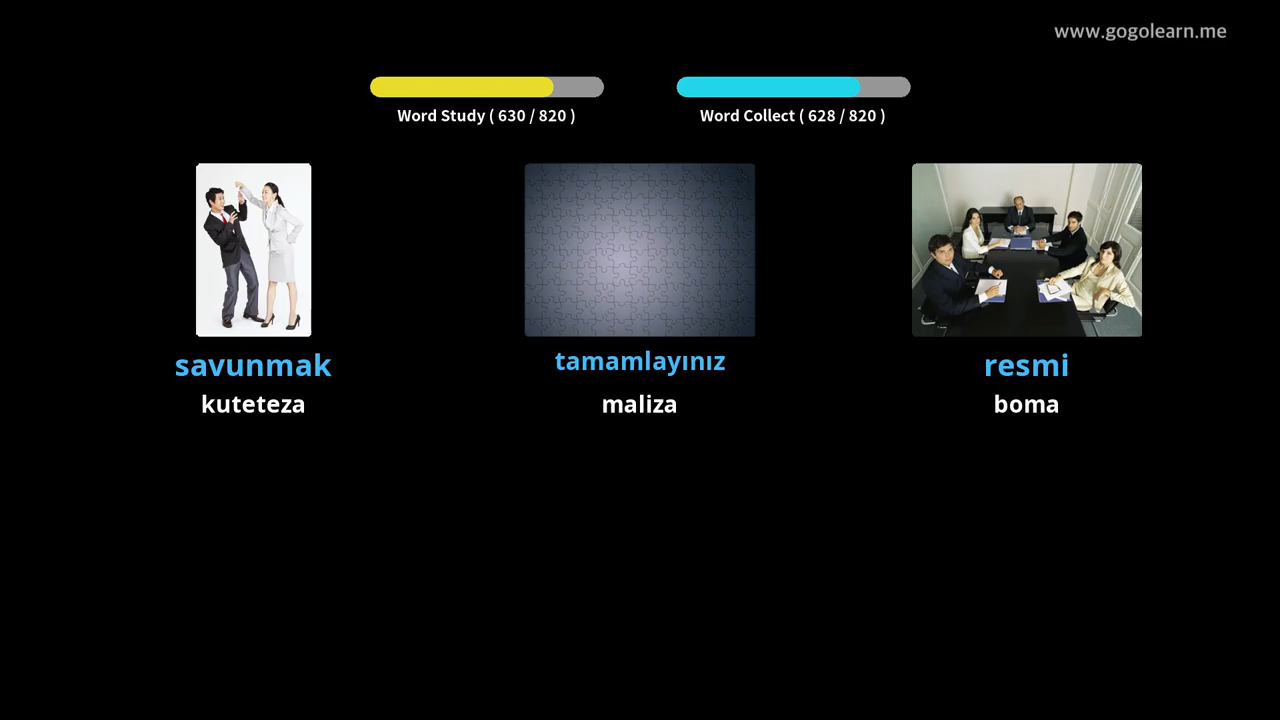 www.gogolearn.me
Word Study ( 630 / 820 )
Word Collect ( 628 / 820 )
savunmak
kuteteza
tamamlayınız
maliza
resmi
boma